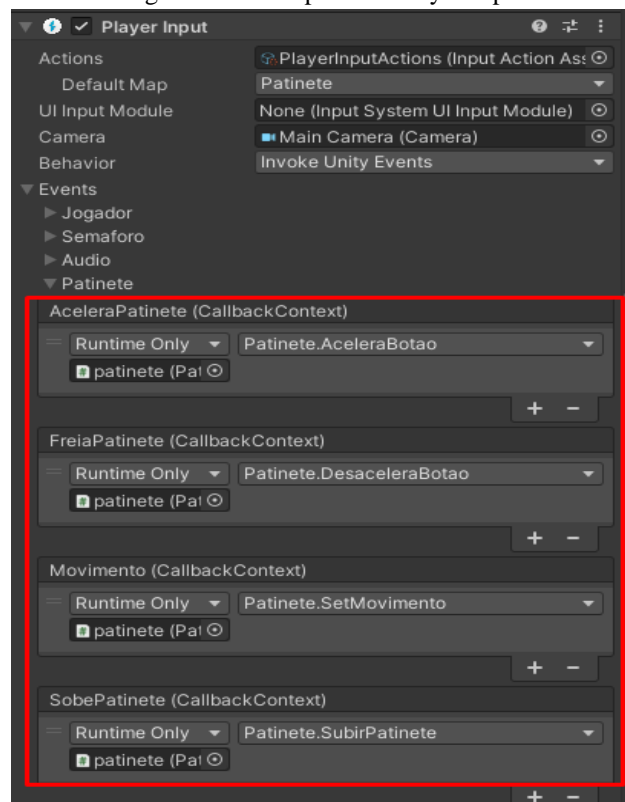 Player Input
Actions PlayerInputActions (Input Action Ass
Default Map Patinete
UI Input Module None (Input System UI Input Module)
Camera Main Camera (Camera)
Behavior Invoke Unity Events
Events
Jogador
Semaforo
Audio
Patinete
AceleraPatinete (CallbackContext)
Runtime Only Patinete.AceleraBotao
patinete (Pat
+ −
FreiaPatinete (CallbackContext)
Runtime Only Patinete.DesaceleraBotao
patinete (Pat
+ −
Movimento (CallbackContext)
Runtime Only Patinete.SetMovimento
patinete (Pat
+ −
SobePatinete (CallbackContext)
Runtime Only Patinete.SubirPatinete
patinete (Pat
+ −